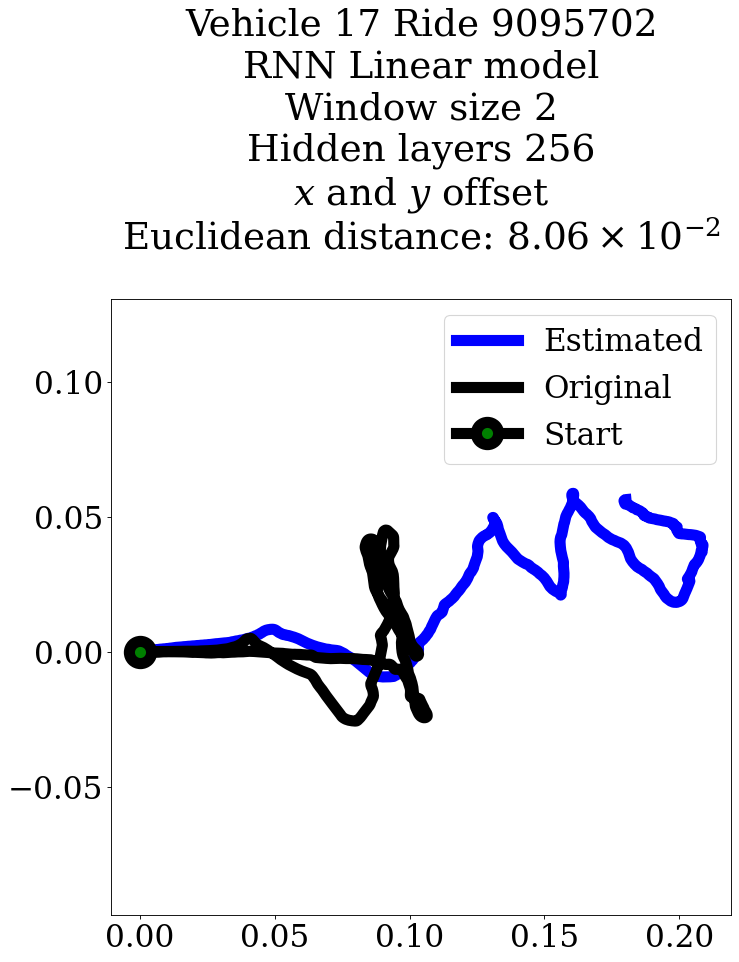 Vehicle 17 Ride 9095702
RNN Linear model
Window size 2
Hidden layers 256
x and y offset
Euclidean distance: 8.06 × 10⁻²
Estimated
Original
Start
0.10
0.05
0.00
−0.05
0.00 0.05 0.10 0.15 0.20